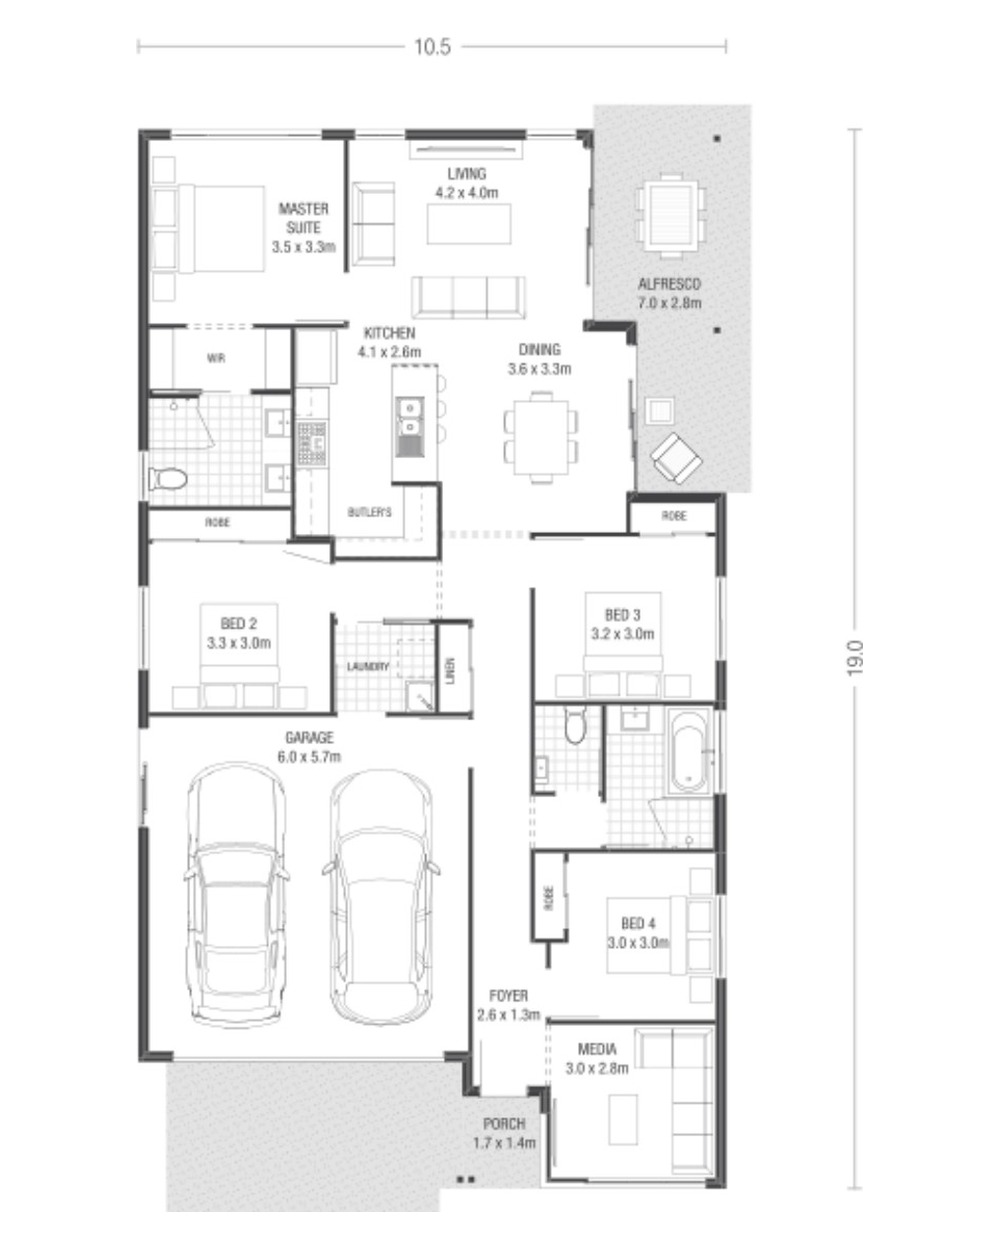 10.5
LIVING
4.2 x 4.0m
MASTER
SUITE
3.5 x 3.3m
ALFRESCO
7.0 x 2.8m
KITCHEN
4.1 x 2.6m
DINING
3.6 x 3.3m
WIR
BUTLER'S
ROBE
ROBE
BED 2
3.3 x 3.0m
BED 3
3.2 x 3.0m
LAUNDRY
LINEN
19.0
GARAGE
6.0 x 5.7m
ROBE
BED 4
3.0 x 3.0m
FOYER
2.6 x 1.3m
MEDIA
3.0 x 2.8m
PORCH
1.7 x 1.4m